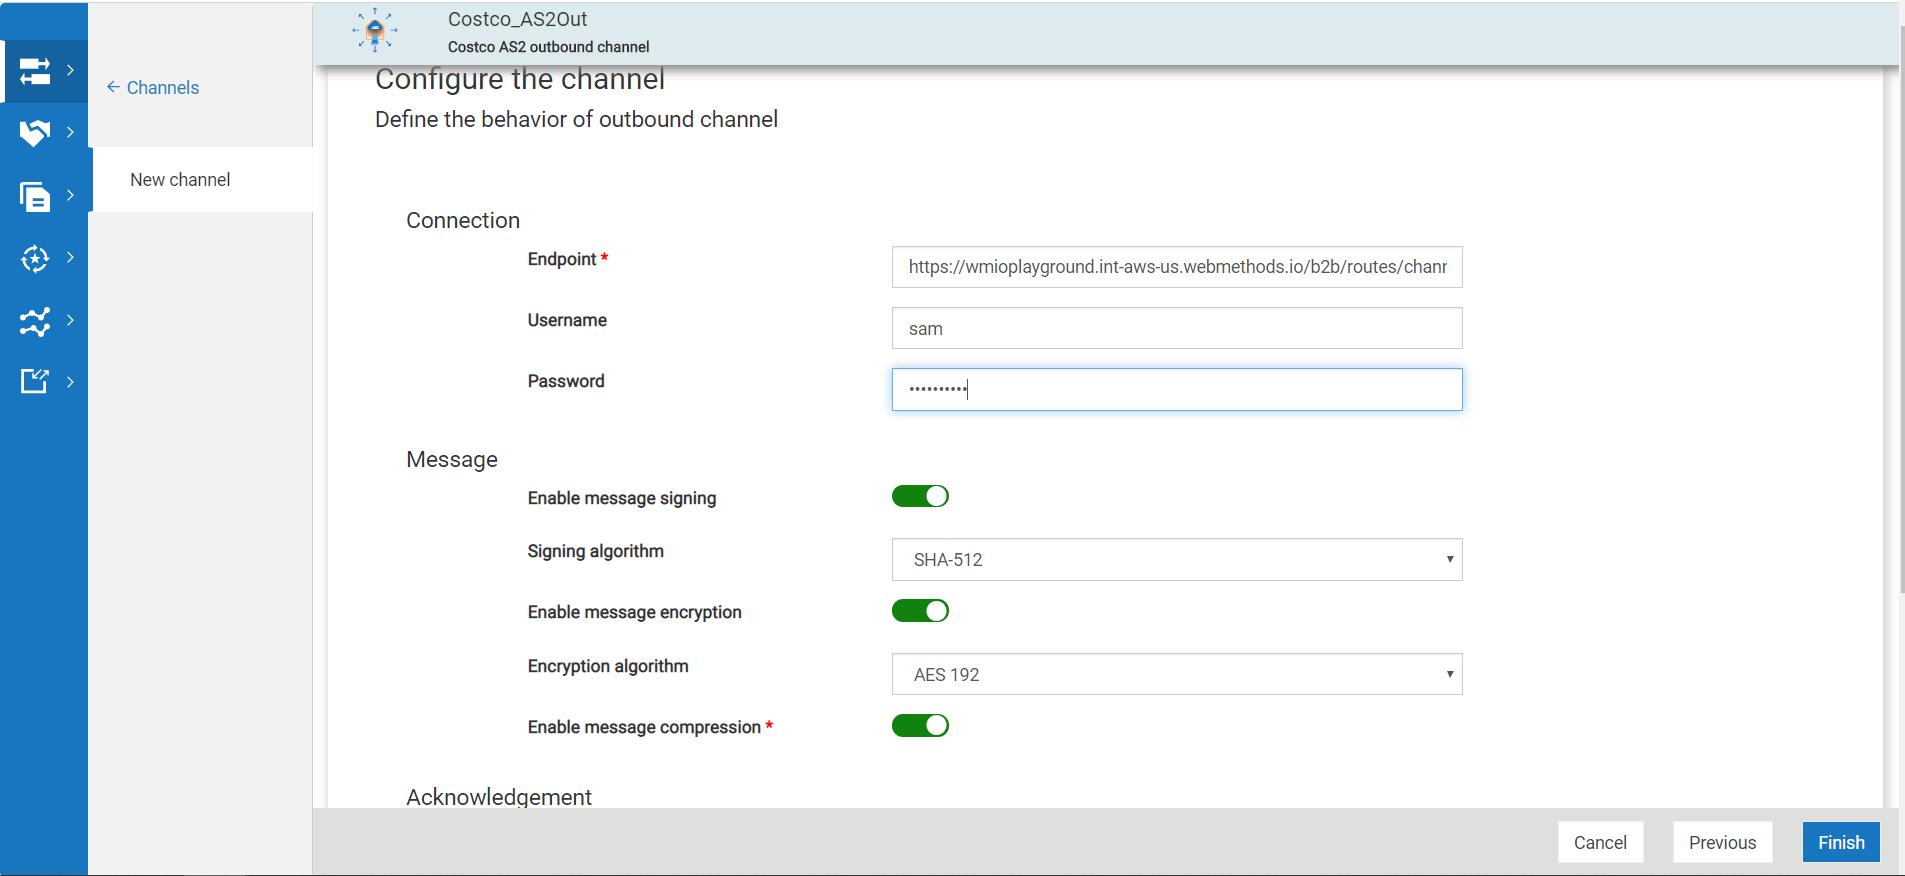 Costco_AS2Out
Costco AS2 outbound channel
← Channels
New channel
Configure the channel
Define the behavior of outbound channel
Connection
Endpoint *
https://wmioplayground.int-aws-us.webmethods.io/b2b/routes/chanr
Username
sam
Password
••••••••••
Message
Enable message signing
Signing algorithm
SHA-512
Enable message encryption
Encryption algorithm
AES 192
Enable message compression *
Acknowledgement
Cancel
Previous
Finish